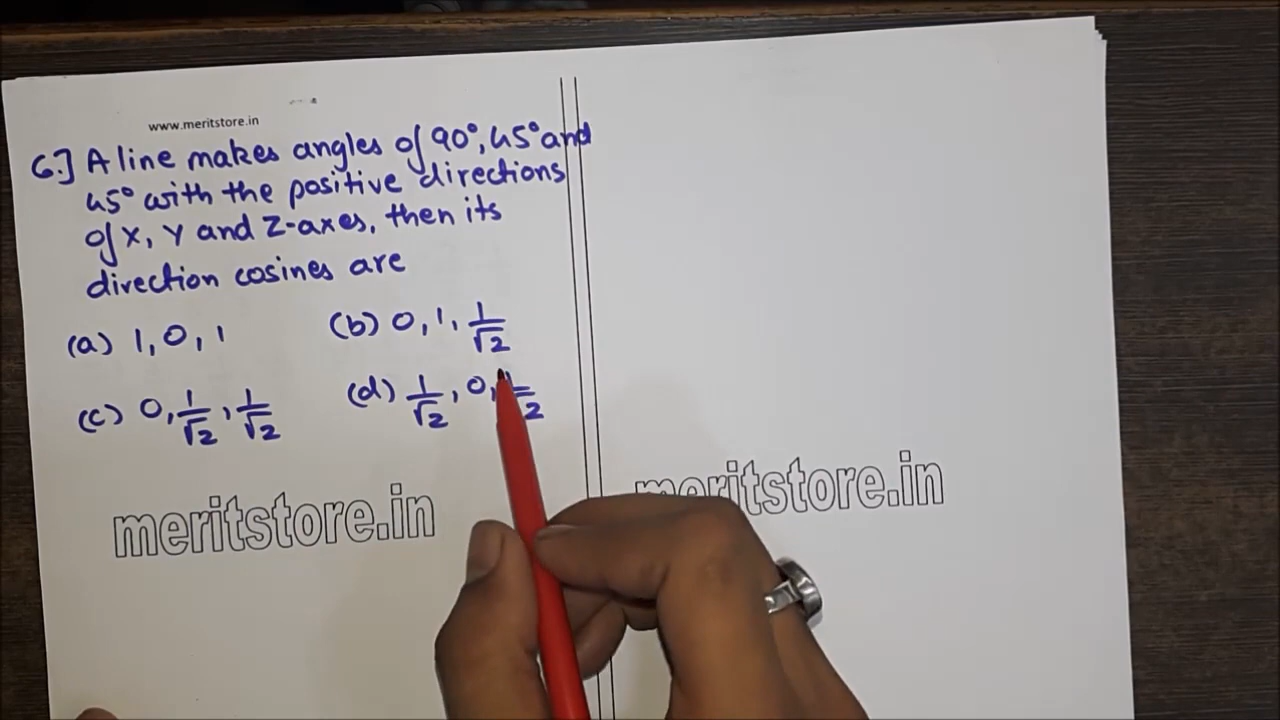 www.meritstore.in
6.] A line makes angles of 90°, 45° and
45° with the positive directions
of X, Y and Z-axes, then its
direction cosines are
(a) 1, 0, 1 (b) 0, 1, 1/√2
(c) 0, 1/√2, 1/√2 (d) 1/√2, 0,
meritstore.in meritstore.in